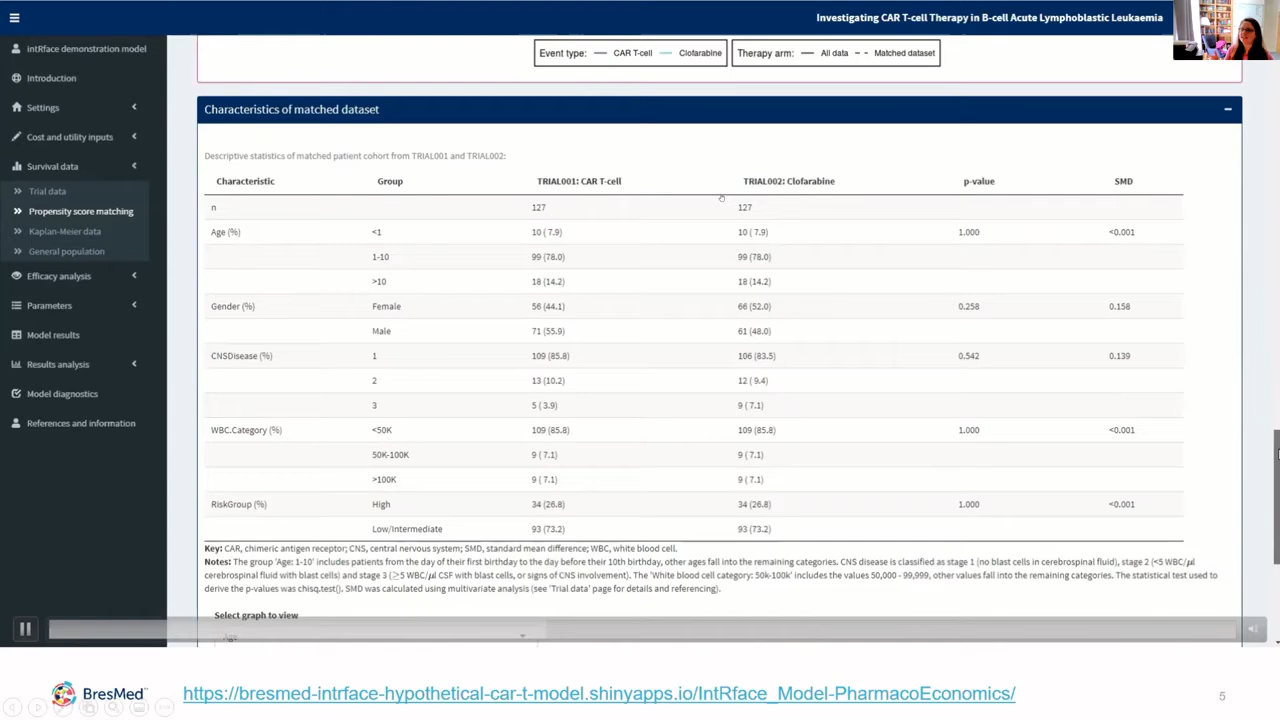 Investigating CAR T-cell Therapy in B-cell Acute Lymphoblastic Leukaemia
intRface demonstration model
Introduction
Settings
Cost and utility inputs
Survival data
Trial data
Propensity score matching
Kaplan-Meier data
General population
Efficacy analysis
Parameters
Model results
Results analysis
Model diagnostics
References and information
Event type: CAR T-cell Clofarabine Therapy arm: All data Matched dataset
Characteristics of matched dataset
Descriptive statistics of matched patient cohort from TRIAL001 and TRIAL002:
Characteristic Group TRIAL001: CAR T-cell TRIAL002: Clofarabine p-value SMD
n 127 127
Age (%) <1 10 ( 7.9) 10 ( 7.9) 1.000 <0.001
1-10 99 (78.0) 99 (78.0)
>10 18 (14.2) 18 (14.2)
Gender (%) Female 56 (44.1) 66 (52.0) 0.258 0.158
Male 71 (55.9) 61 (48.0)
CNSDisease (%) 1 109 (85.8) 106 (83.5) 0.542 0.139
2 13 (10.2) 12 ( 9.4)
3 5 ( 3.9) 9 ( 7.1)
WBC.Category (%) <50K 109 (85.8) 109 (85.8) 1.000 <0.001
50K-100K 9 ( 7.1) 9 ( 7.1)
>100K 9 ( 7.1) 9 ( 7.1)
RiskGroup (%) High 34 (26.8) 34 (26.8) 1.000 <0.001
Low/Intermediate 93 (73.2) 93 (73.2)
Key: CAR, chimeric antigen receptor; CNS, central nervous system; SMD, standard mean difference; WBC, white blood cell.
Notes: The group 'Age: 1-10' includes patients from the day of their first birthday to the day before their 10th birthday, other ages fall into the remaining categories. CNS disease is classified as stage 1 (no blast cells in cerebrospinal fluid), stage 2 (<5 WBC/μl
cerebrospinal fluid with blast cells) and stage 3 (≥5 WBC/μl CSF with blast cells, or signs of CNS involvement). The 'White blood cell category: 50k-100k' includes the values 50,000 - 99,999, other values fall into the remaining categories. The statistical test used to
derive the p-values was chisq.test(). SMD was calculated using multivariate analysis (see 'Trial data' page for details and referencing).
Select graph to view
Age
BresMed™
https://bresmed-intrface-hypothetical-car-t-model.shinyapps.io/IntRface_Model-PharmacoEconomics/
5